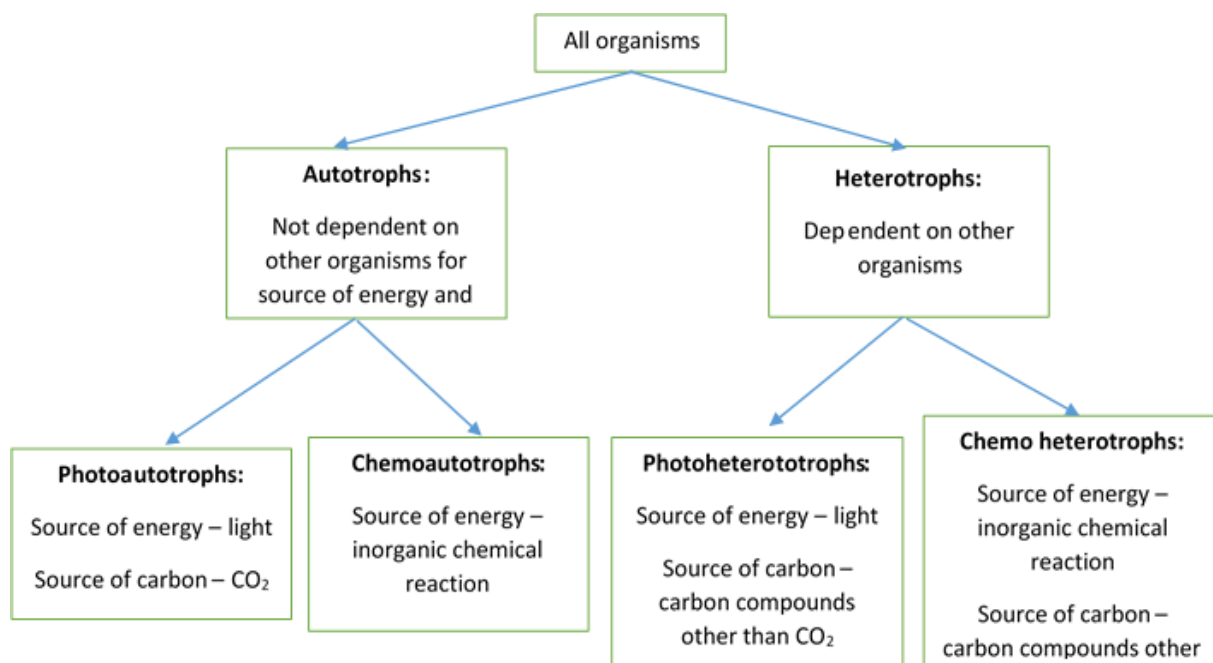 All organisms
Autotrophs:
Not dependent on
other organisms for
source of energy and
Heterotrophs:
Dependent on other
organisms
Photoautotrophs:
Source of energy – light
Source of carbon – CO₂
Chemoautotrophs:
Source of energy –
inorganic chemical
reaction
Photoheterototrophs:
Source of energy – light
Source of carbon –
carbon compounds
other than CO₂
Chemo heterotrophs:
Source of energy –
inorganic chemical
reaction
Source of carbon –
carbon compounds other